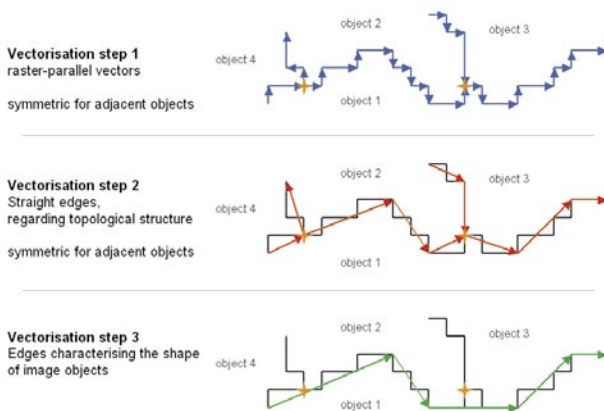 Vectorisation step 1
raster-parallel vectors
symmetric for adjacent objects
object 4
object 2
object 3
object 1
Vectorisation step 2
Straight edges,
regarding topological structure
symmetric for adjacent objects
object 4
object 2
object 3
object 1
Vectorisation step 3
Edges characterising the shape
of image objects
object 4
object 2
object 3
object 1